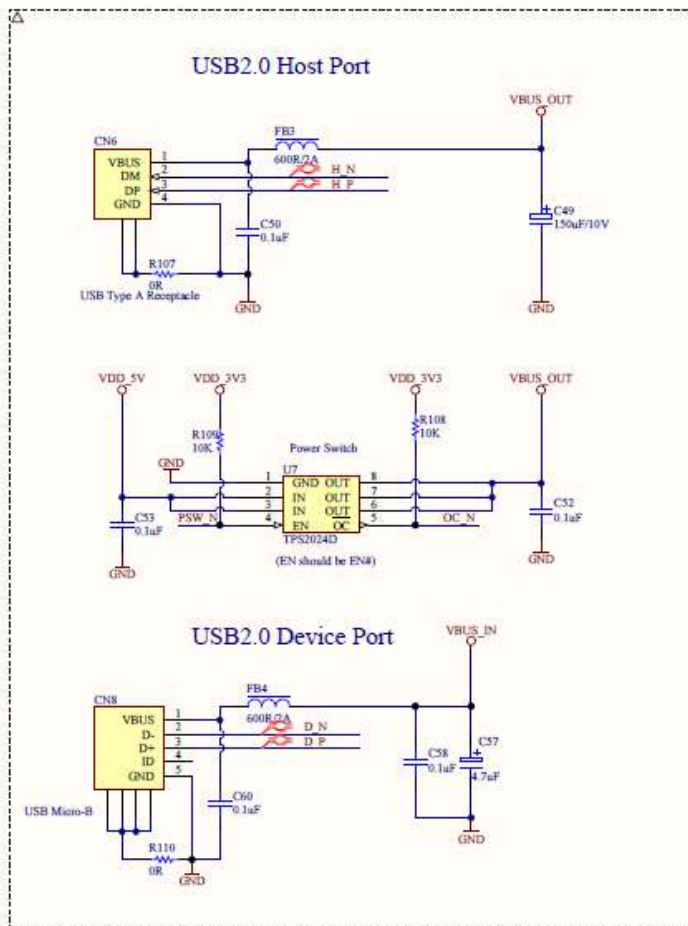 USB2.0 Host Port
VBUS_OUT
CN6
FB3
600R/2A
VBUS 1
DM 2 H_N
DP 3 H_P
GND 4
C50
0.1uF
C49
150uF/10V
R107
0R
USB Type A Receptacle
GND
GND
VDD_5V
VDD_3V3
VDD_3V3
VBUS_OUT
R109
10K
R108
10K
Power Switch
GND
U7
1 GND OUT 8
2 IN OUT 7
3 IN OUT 6
PSW_N 4 EN OC 5 OC_N
TPS2024D
(EN should be EN#)
C53
0.1uF
C52
0.1uF
GND
GND
USB2.0 Device Port
VBUS_IN
CN8
FB4
600R/2A
VBUS 1
D- 2 D_N
D+ 3 D_P
ID 4
GND 5
C58
0.1uF
C57
4.7uF
C60
0.1uF
USB Micro-B
R110
0R
GND
GND